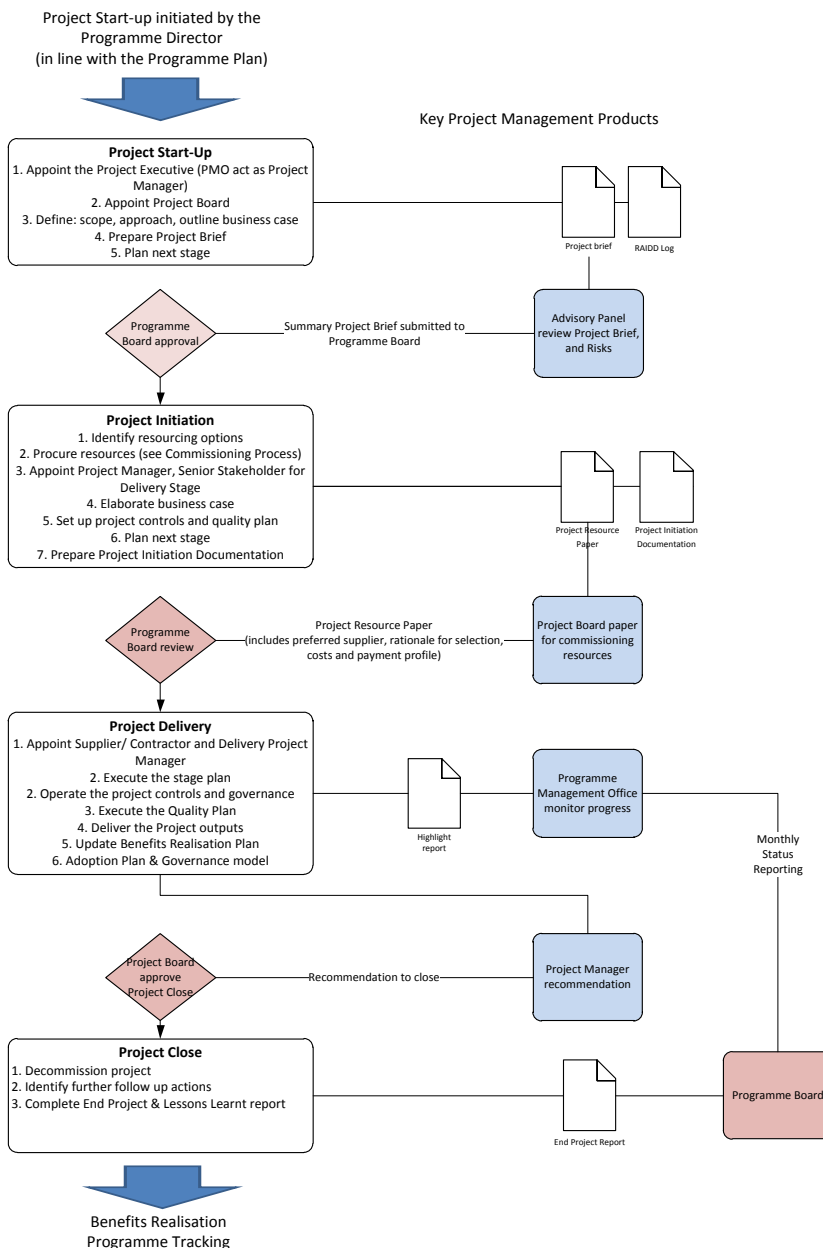 Project Start-up initiated by the
Programme Director
(in line with the Programme Plan)
Key Project Management Products
Project Start-Up
1. Appoint the Project Executive (PMO act as Project
Manager)
2. Appoint Project Board
3. Define: scope, approach, outline business case
4. Prepare Project Brief
5. Plan next stage
Project brief
RAIDD Log
Programme
Board approval
Summary Project Brief submitted to
Programme Board
Advisory Panel
review Project Brief,
and Risks
Project Initiation
1. Identify resourcing options
2. Procure resources (see Commissioning Process)
3. Appoint Project Manager, Senior Stakeholder for
Delivery Stage
4. Elaborate business case
5. Set up project controls and quality plan
6. Plan next stage
7. Prepare Project Initiation Documentation
Project Resource
Paper
Project Initiation
Documentation
Programme
Board review
Project Resource Paper
(includes preferred supplier, rationale for selection,
costs and payment profile)
Project Board paper
for commissioning
resources
Project Delivery
1. Appoint Supplier/ Contractor and Delivery Project
Manager
2. Execute the stage plan
2. Operate the project controls and governance
3. Execute the Quality Plan
4. Deliver the Project outputs
5. Update Benefits Realisation Plan
6. Adoption Plan & Governance model
Highlight
report
Programme
Management Office
monitor progress
Monthly
Status
Reporting
Project Board
approve
Project Close
Recommendation to close
Project Manager
recommendation
Project Close
1. Decommission project
2. Identify further follow up actions
3. Complete End Project & Lessons Learnt report
End Project Report
Programme Board
Benefits Realisation
Programme Tracking